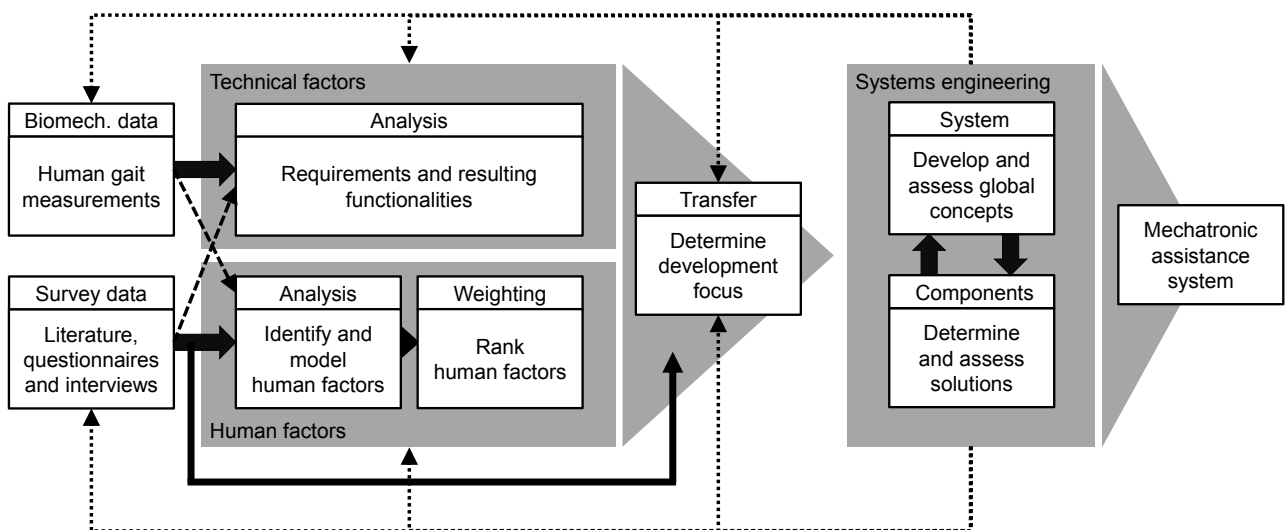 Technical factors
Biomech. data
Human gait
measurements
Analysis
Requirements and resulting
functionalities
Survey data
Literature,
questionnaires
and interviews
Analysis
Identify and
model
human factors
Weighting
Rank
human factors
Human factors
Transfer
Determine
development
focus
Systems engineering
System
Develop and
assess global
concepts
Components
Determine
and assess
solutions
Mechatronic
assistance
system